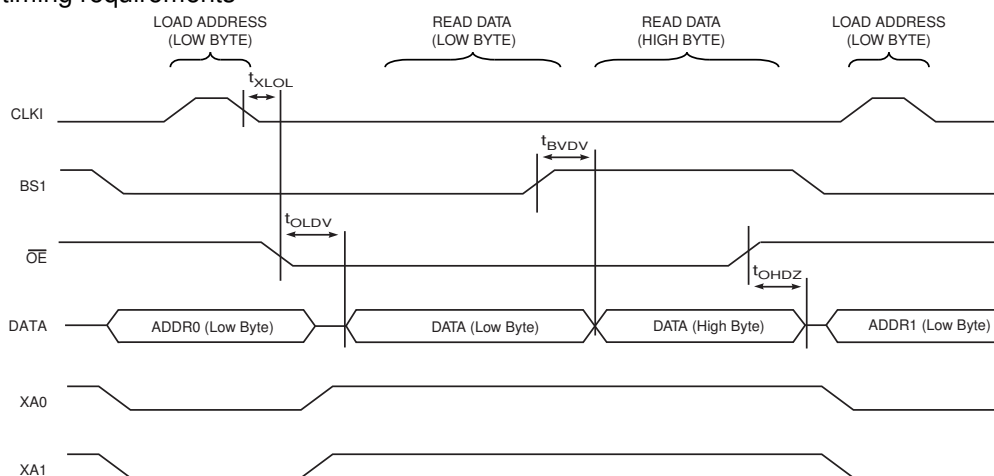 timing requirements
LOAD ADDRESS
(LOW BYTE)
READ DATA
(LOW BYTE)
READ DATA
(HIGH BYTE)
LOAD ADDRESS
(LOW BYTE)
tXLOL
CLKI
tBVDV
BS1
tOLDV
OE
tOHDZ
DATA
ADDR0 (Low Byte)
DATA (Low Byte)
DATA (High Byte)
ADDR1 (Low Byte)
XA0
XA1